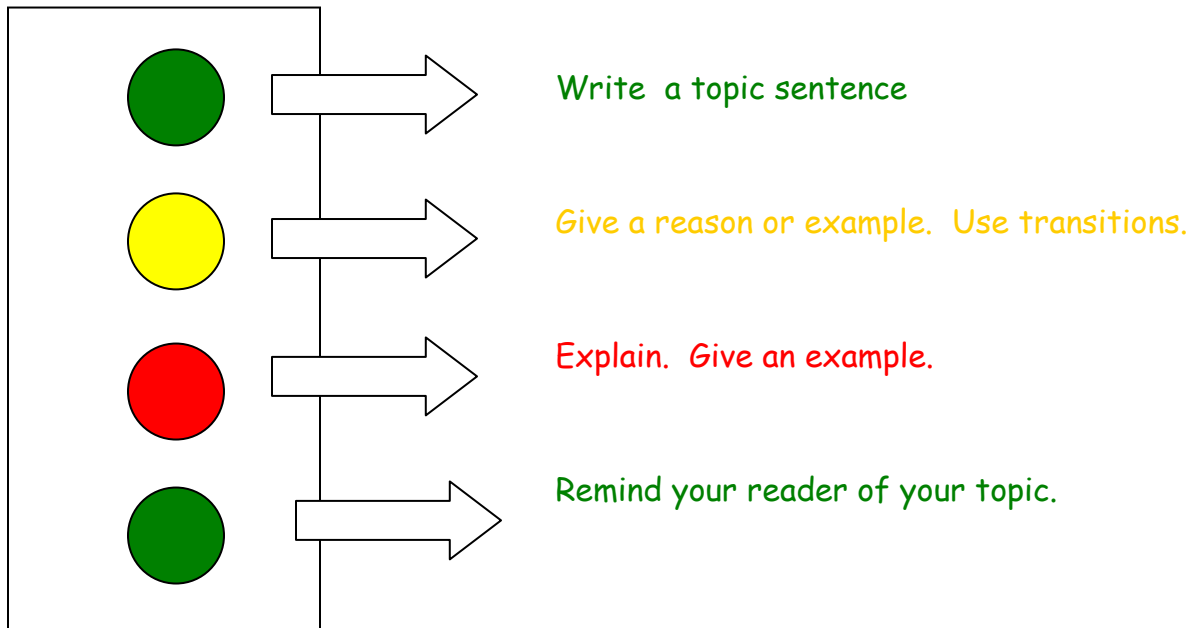 Write  a topic sentence
Give a reason or example.  Use transitions.
Explain.  Give an example.
Remind your reader of your topic.